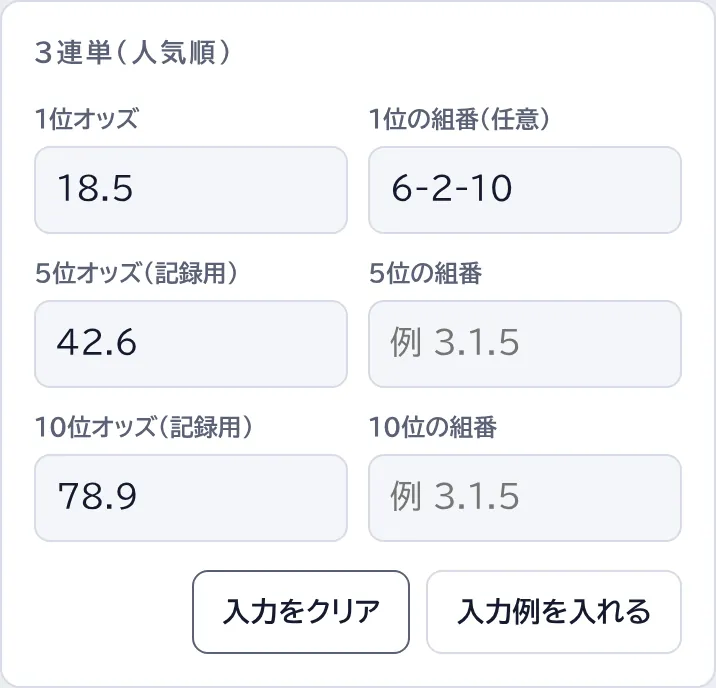 3連単(人気順)
1位オッズ 1位の組番(任意)
18.5 6-2-10
5位オッズ(記録用) 5位の組番
42.6 例 3.1.5
10位オッズ(記録用) 10位の組番
78.9 例 3.1.5
入力をクリア 入力例を入れる